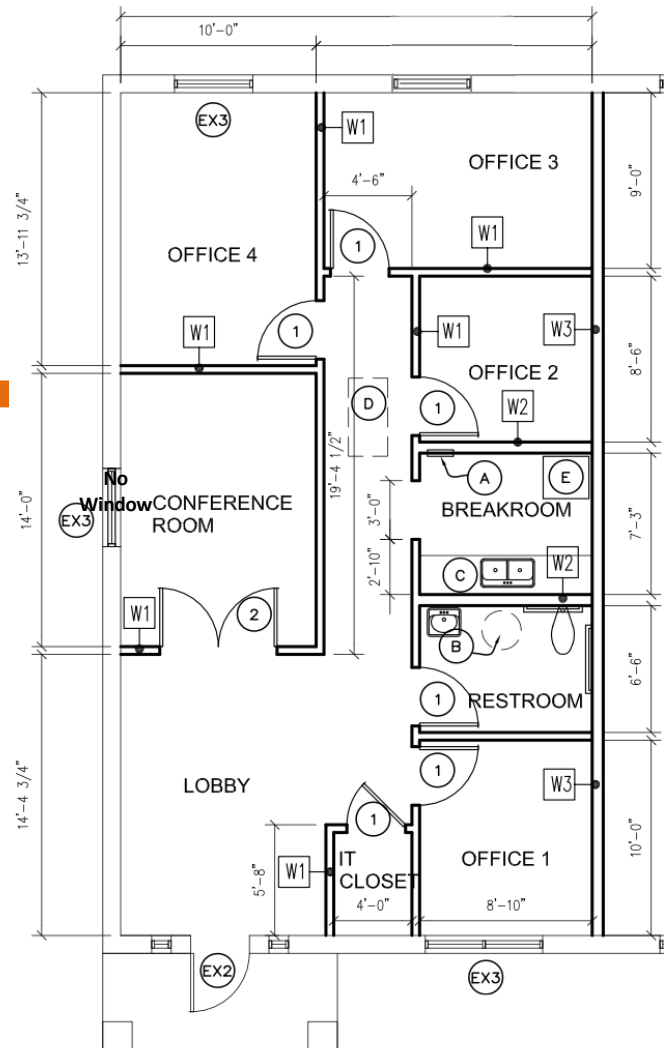 10'-0"
EX3
W1
OFFICE 3
4'-6"
9'-0"
13'-11 3/4"
1
W1
OFFICE 4
1
W1
W3
W1
OFFICE 2
8'-6"
D
1
W2
19'-4 1/2"
A
E
No
Window
CONFERENCE
ROOM
BREAKROOM
EX3
14'-0"
3'-0"
7'-3"
2'-10"
C
W2
W1
2
B
6'-6"
1
RESTROOM
1
LOBBY
W3
14'-4 3/4"
1
IT
CLOSET
OFFICE 1
5'-8"
W1
10'-0"
4'-0"
8'-10"
EX2
EX3